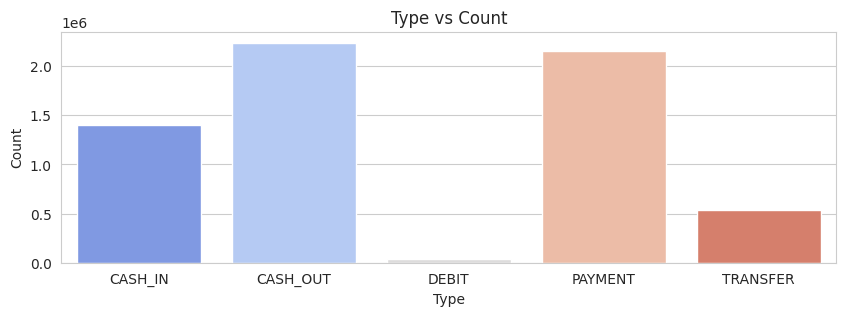 Type vs Count
1e6
2.0
1.5
1.0
0.5
0.0
Count
CASH_IN CASH_OUT DEBIT PAYMENT TRANSFER
Type